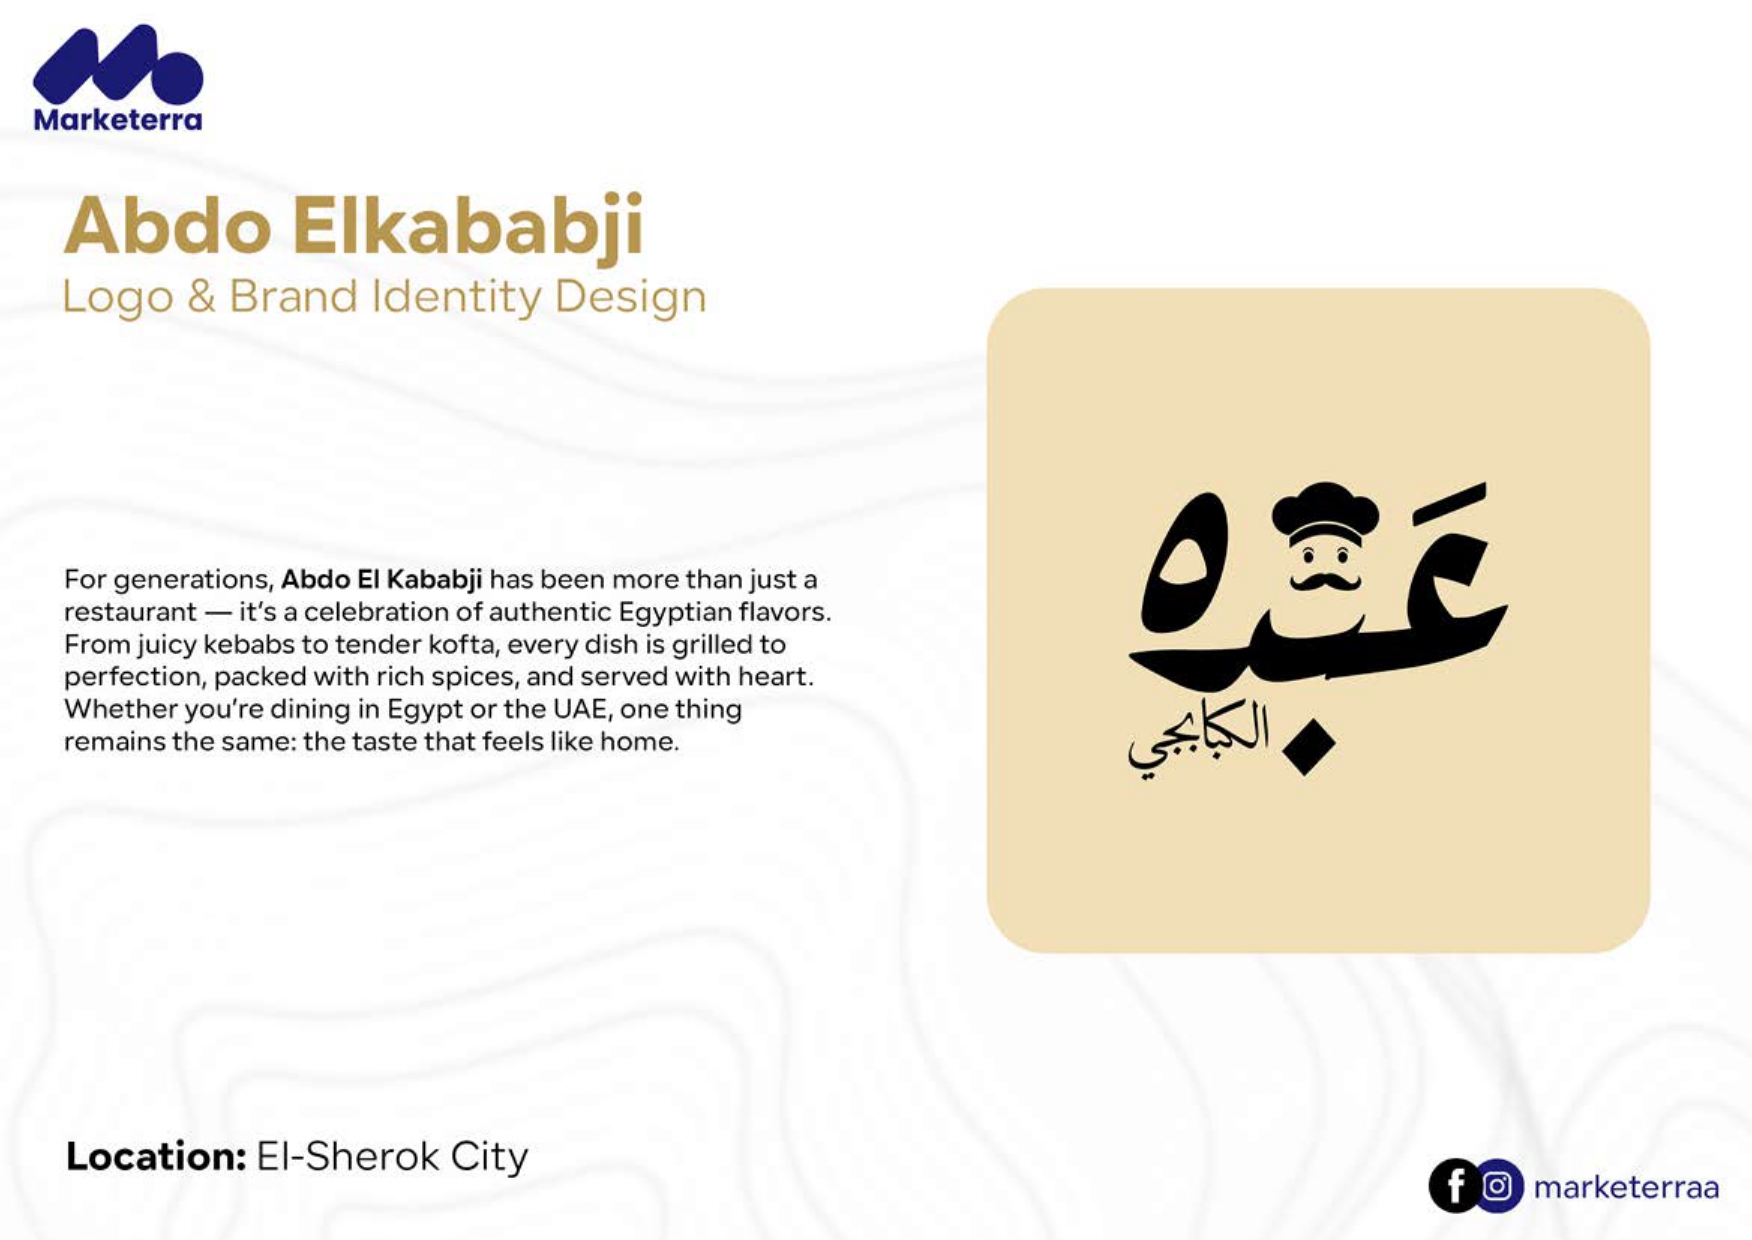 Marketerra
Abdo Elkababji
Logo & Brand Identity Design
For generations, Abdo El Kababji has been more than just a
restaurant — it's a celebration of authentic Egyptian flavors.
From juicy kebabs to tender kofta, every dish is grilled to
perfection, packed with rich spices, and served with heart.
Whether you're dining in Egypt or the UAE, one thing
remains the same: the taste that feels like home.
عَبده
الكبابجي
Location: El-Sherok City
marketerraa